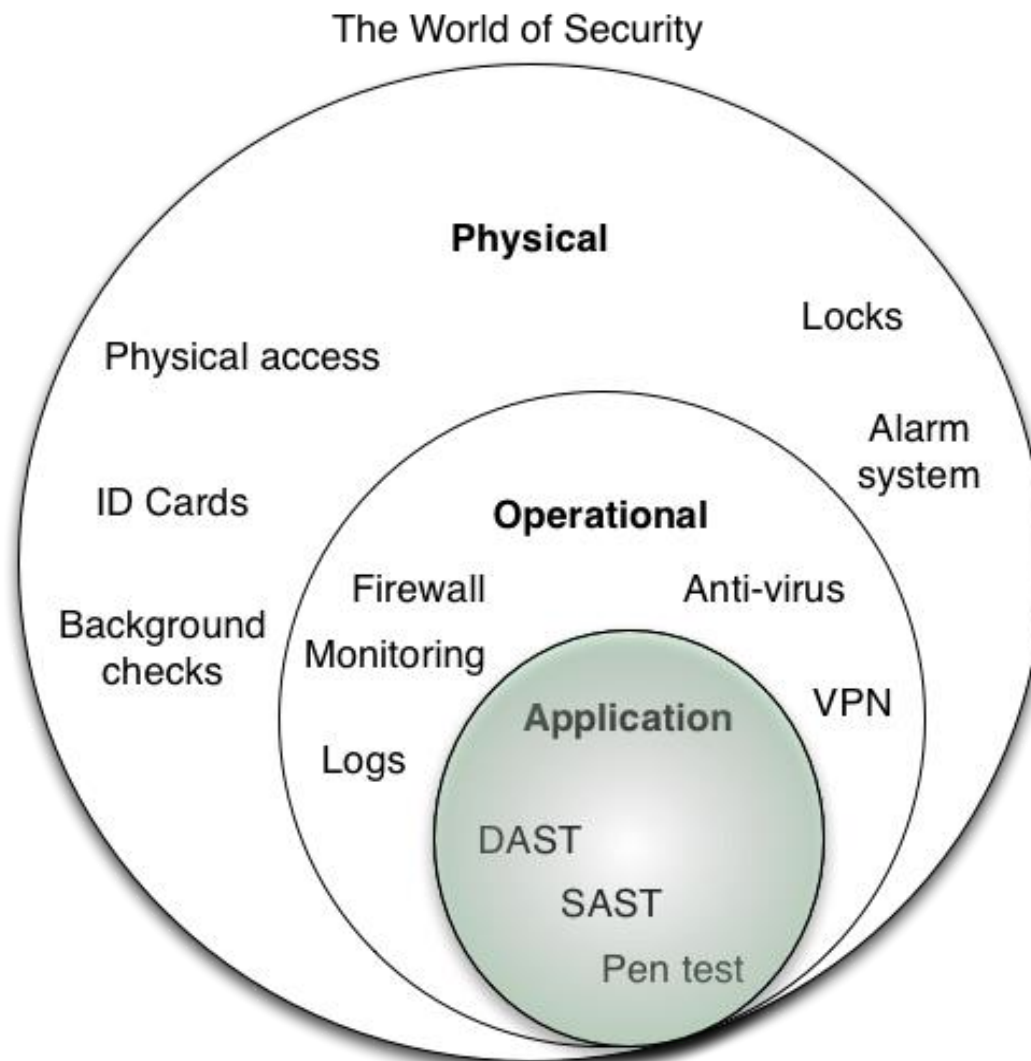 The World of Security
Physical
Locks
Physical access
Alarm
system
ID Cards
Operational
Firewall
Anti-virus
Background
checks
Monitoring
VPN
Application
Logs
DAST
SAST
Pen test